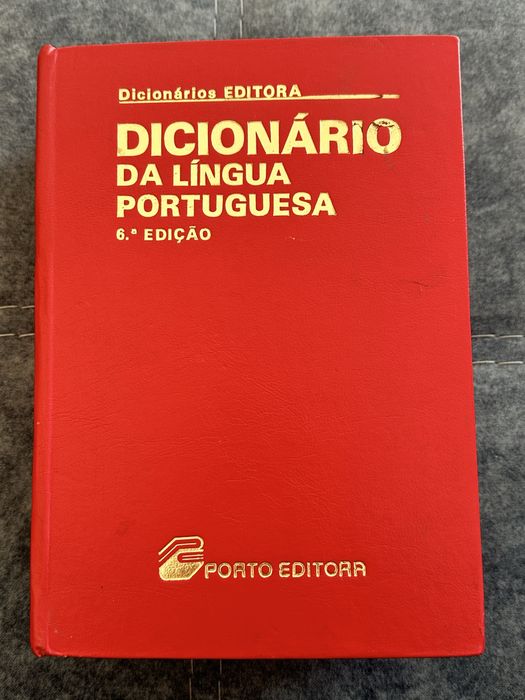 Dicionários EDITORA
DICIONÁRIO
DA LÍNGUA
PORTUGUESA
6.ª EDIÇÃO
PORTO EDITORA